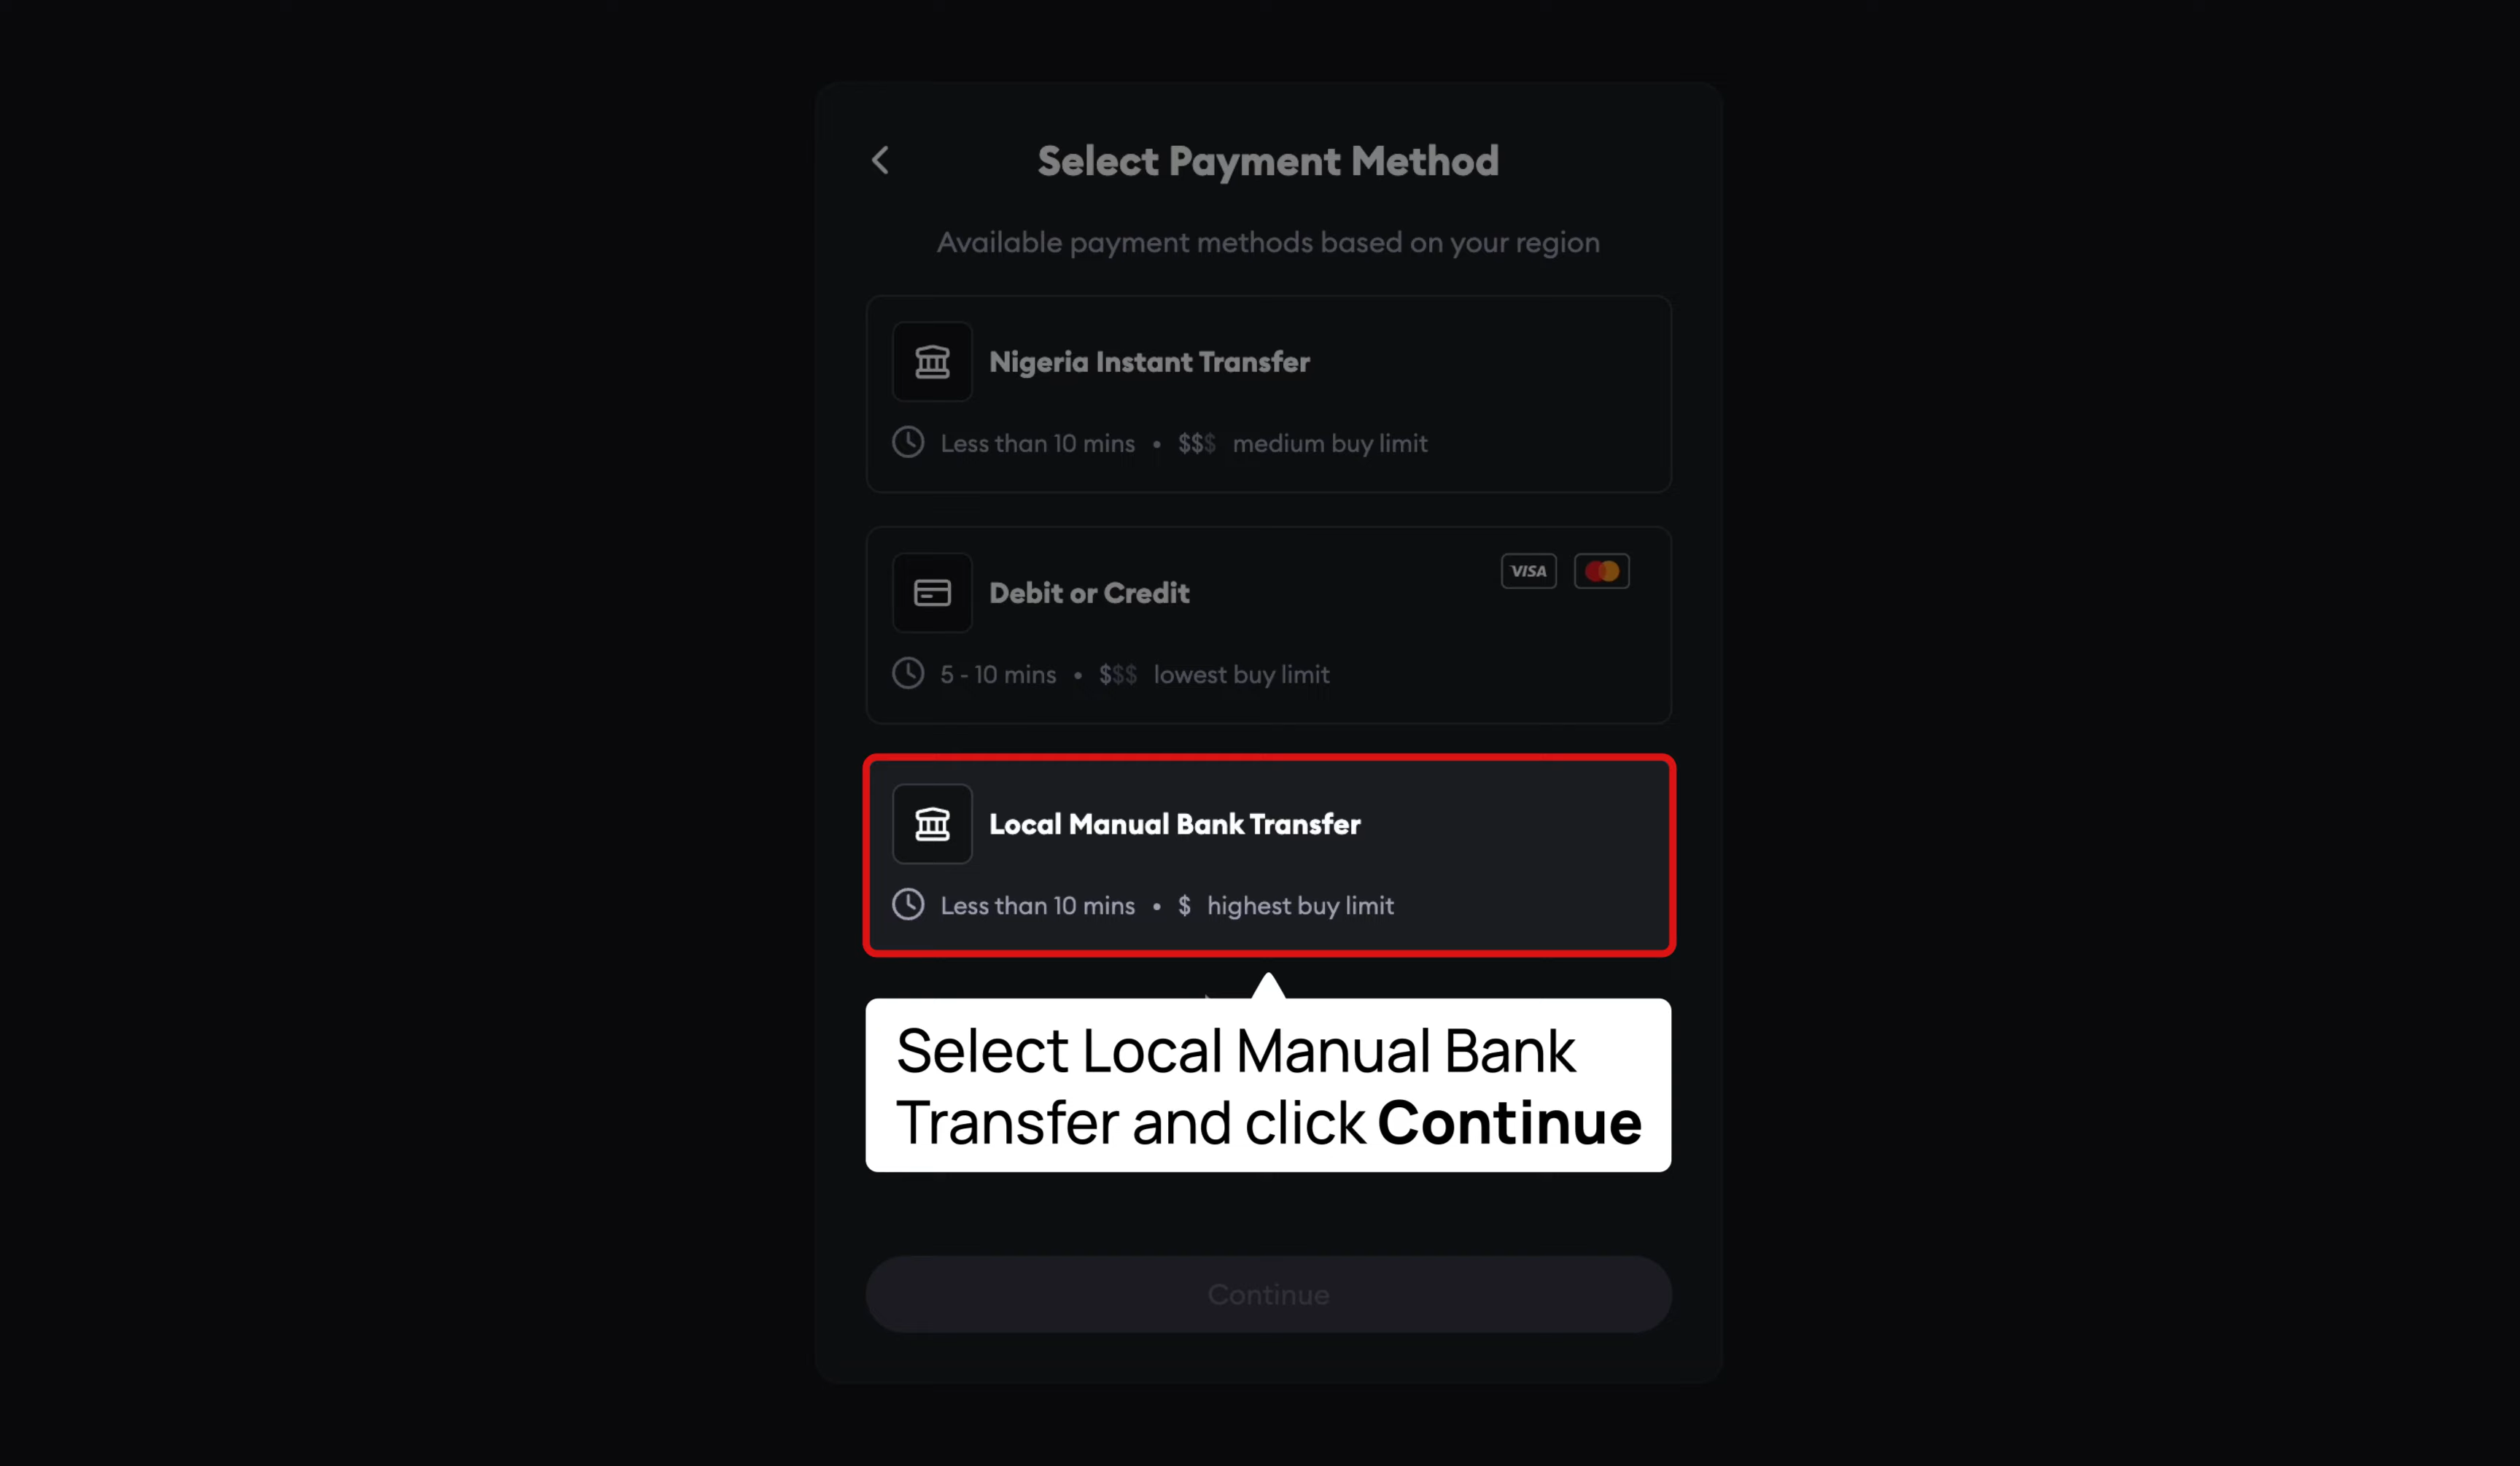 Select Payment Method
Available payment methods based on your region
Nigeria Instant Transfer
Less than 10 mins • $$$ medium buy limit
VISA
Debit or Credit
5 - 10 mins • $$$ lowest buy limit
Local Manual Bank Transfer
Less than 10 mins • $ highest buy limit
Select Local Manual Bank
Transfer and click Continue
Continue